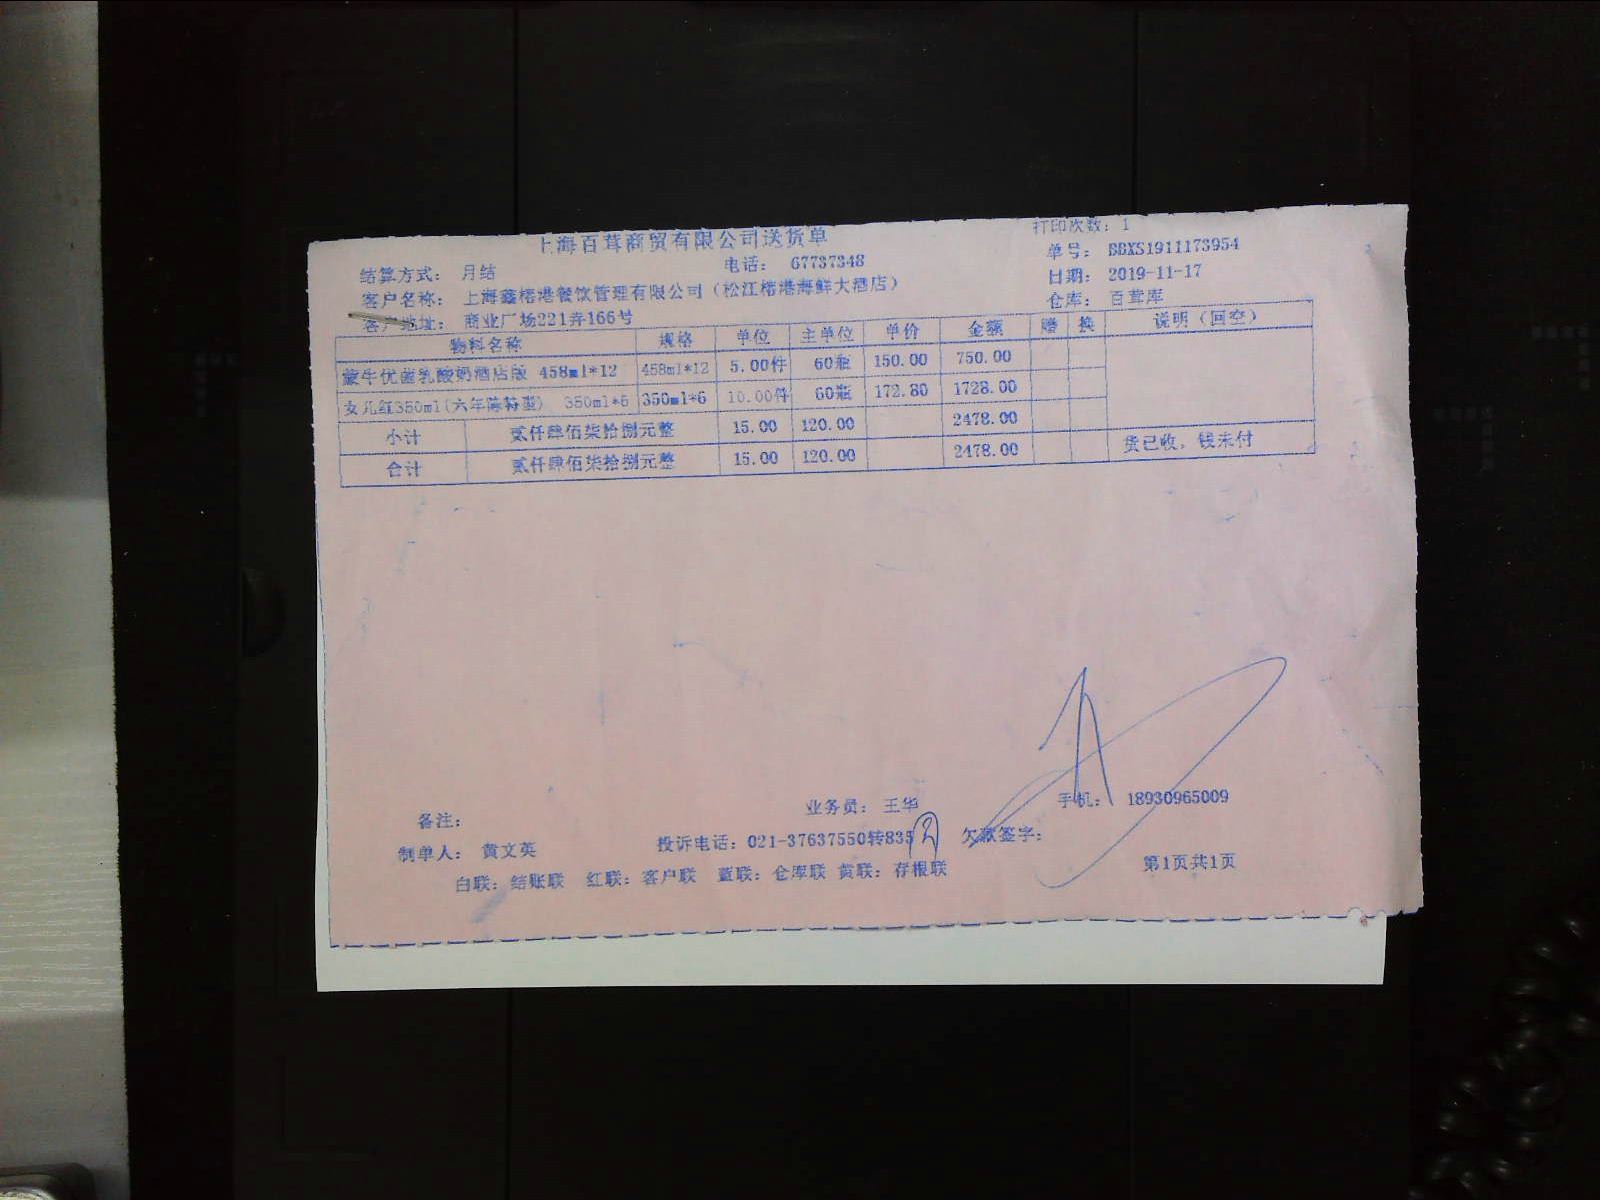 上海百茸商贸有限公司送货单
打印次数: 1
结算方式: 月结 电话: 67737348 单号: BBXS1911173954
客户名称: 上海鑫榕港餐饮管理有限公司(松江榕港海鲜大酒店) 日期: 2019-11-17
客户地址: 商业广场221弄166号 仓库: 百茸库
物料名称 规格 单位 主单位 单价 金额 赠 换 说明(回空)
蒙牛优菌乳酸奶酒店版 458ml*12 458ml*12 5.00件 60瓶 150.00 750.00
女儿红350ml(六年陈特型) 350ml*6 350ml*6 10.00件 60瓶 172.80 1728.00
小计 贰仟肆佰柒拾捌元整 15.00 120.00 2478.00
合计 贰仟肆佰柒拾捌元整 15.00 120.00 2478.00 货已收, 钱未付
备注: 业务员: 王华 手机: 18930965009
制单人: 黄文英 投诉电话: 021-37637550转835 欠款签字:
白联: 结账联 红联: 客户联 蓝联: 仓库联 黄联: 存根联 第1页共1页